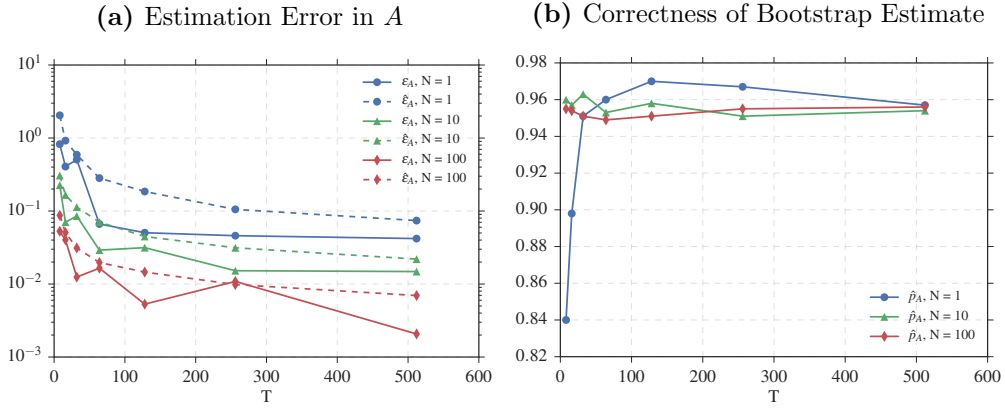 (a) Estimation Error in A
10¹
10⁰
10⁻¹
10⁻²
10⁻³
0 100 200 300 400 500 600
T
ε_A, N = 1
ε̂_A, N = 1
ε_A, N = 10
ε̂_A, N = 10
ε_A, N = 100
ε̂_A, N = 100
(b) Correctness of Bootstrap Estimate
0.98
0.96
0.94
0.92
0.90
0.88
0.86
0.84
0.82
0 100 200 300 400 500 600
T
p̂_A, N = 1
p̂_A, N = 10
p̂_A, N = 100